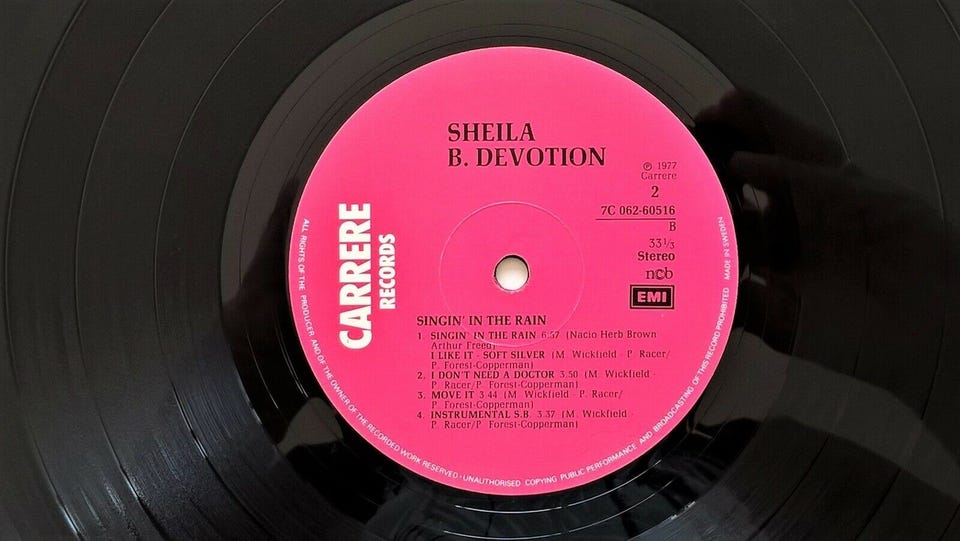 SHEILA
B. DEVOTION
℗ 1977
Carrere
2
7C 062-60516
B
33 1/3
Stereo
ncb
EMI
CARRERE
RECORDS
SINGIN' IN THE RAIN
1. SINGIN' IN THE RAIN 6:57 (Nacio Herb Brown
Arthur Freed)
I LIKE IT - SOFT SILVER (M. Wickfield - P. Racer/
P. Forest-Copperman)
2. I DON'T NEED A DOCTOR 3.50 (M. Wickfield -
P. Racer/P. Forest-Copperman)
3. MOVE IT 3.44 (M. Wickfield - P. Racer/
P. Forest-Copperman)
4. INSTRUMENTAL S.B. 3.37 (M. Wickfield -
P. Racer/P. Forest-Copperman)
ALL RIGHTS OF THE PRODUCER AND OF THE OWNER OF THE RECORDED WORK RESERVED · UNAUTHORISED COPYING PUBLIC PERFORMANCE AND BROADCASTING OF THIS RECORD PROHIBITED MADE IN SWEDEN